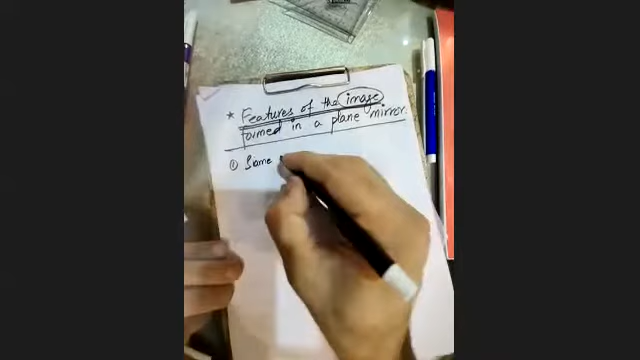 * Features of the image
formed in a plane mirror.
① Same